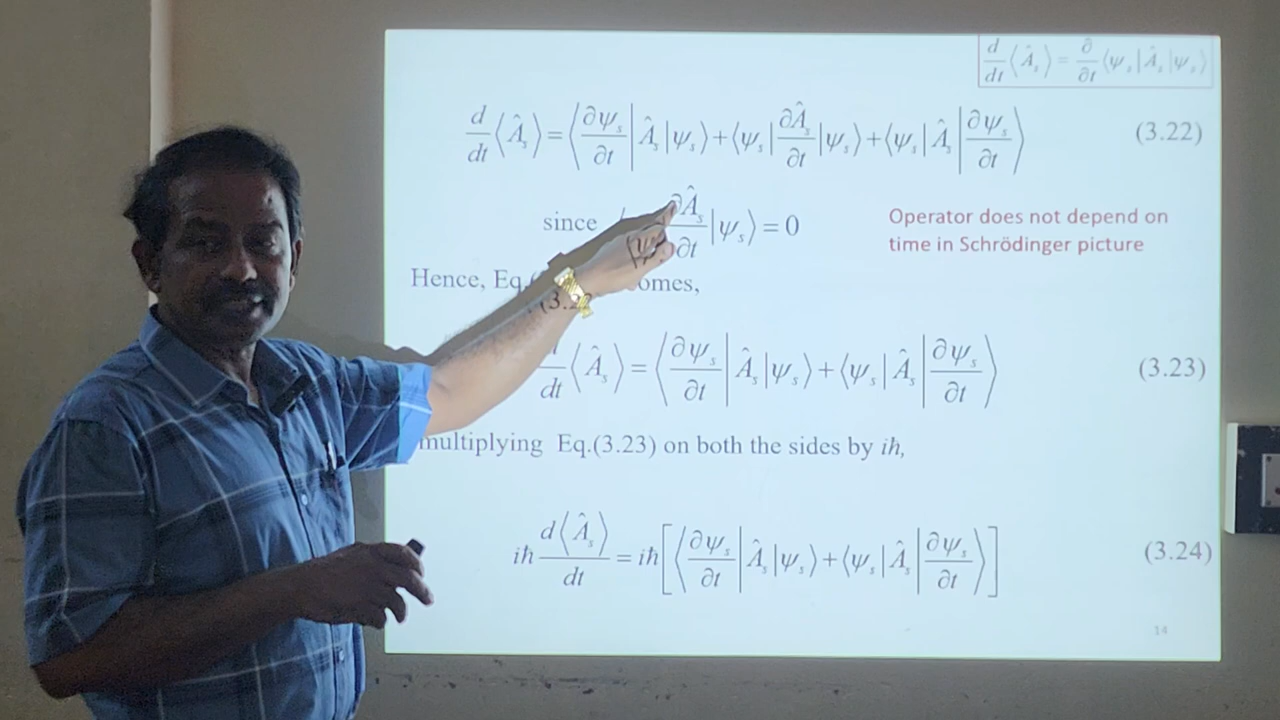 d/dt ⟨Â_s⟩ = ∂/∂t ⟨ψ_s|Â_s|ψ_s⟩
d/dt ⟨Â_s⟩ = ⟨∂ψ_s/∂t|Â_s|ψ_s⟩ + ⟨ψ_s|∂Â_s/∂t|ψ_s⟩ + ⟨ψ_s|Â_s|∂ψ_s/∂t⟩ (3.22)
since ⟨ψ_s|∂Â_s/∂t|ψ_s⟩ = 0
Operator does not depend on
time in Schrödinger picture
Hence, Eq.
d/dt ⟨Â_s⟩ = ⟨∂ψ_s/∂t|Â_s|ψ_s⟩ + ⟨ψ_s|Â_s|∂ψ_s/∂t⟩ (3.23)
multiplying Eq.(3.23) on both the sides by iℏ,
iℏ d⟨Â_s⟩/dt = iℏ[⟨∂ψ_s/∂t|Â_s|ψ_s⟩ + ⟨ψ_s|Â_s|∂ψ_s/∂t⟩] (3.24)
14